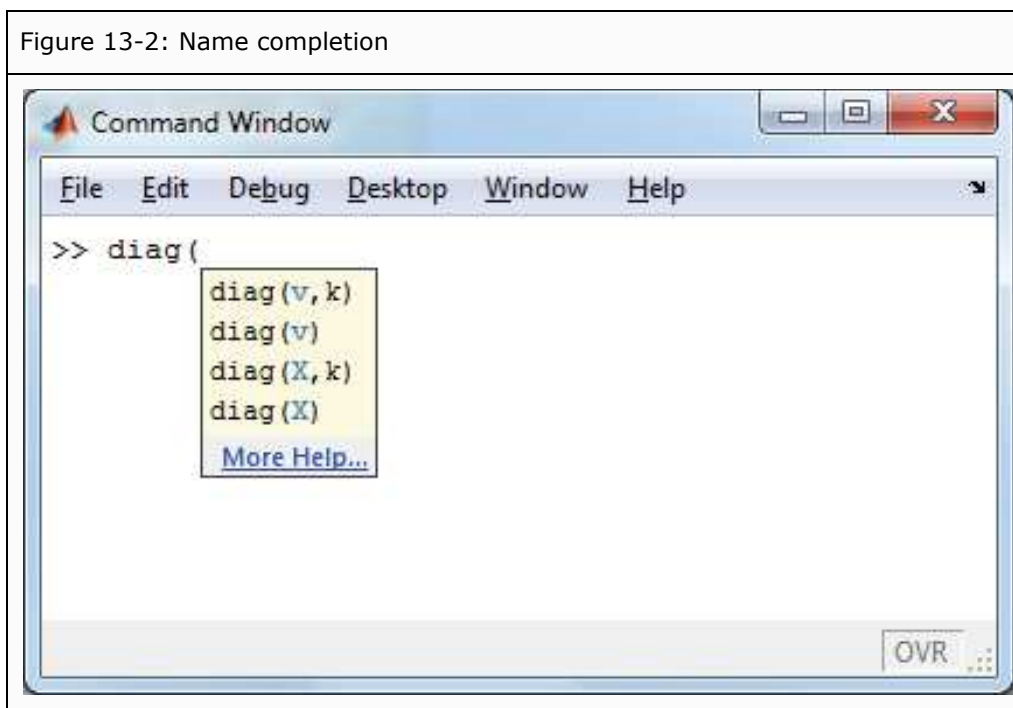 Figure 13-2: Name completion
Command Window
File Edit Debug Desktop Window Help
>> diag(
diag(v,k)
diag(v)
diag(X,k)
diag(X)
More Help...
OVR